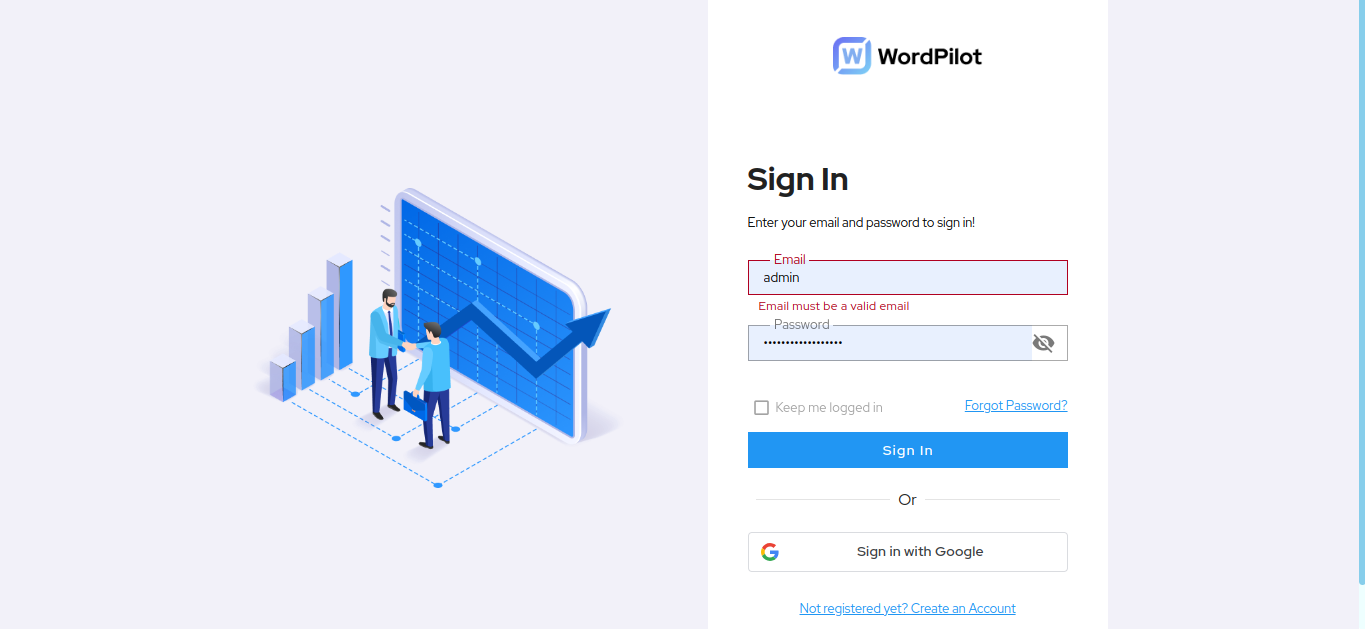 W WordPilot
Sign In
Enter your email and password to sign in!
Email
admin
Email must be a valid email
Password
••••••••••••••••••
Keep me logged in
Forgot Password?
Sign In
Or
Sign in with Google
Not registered yet? Create an Account